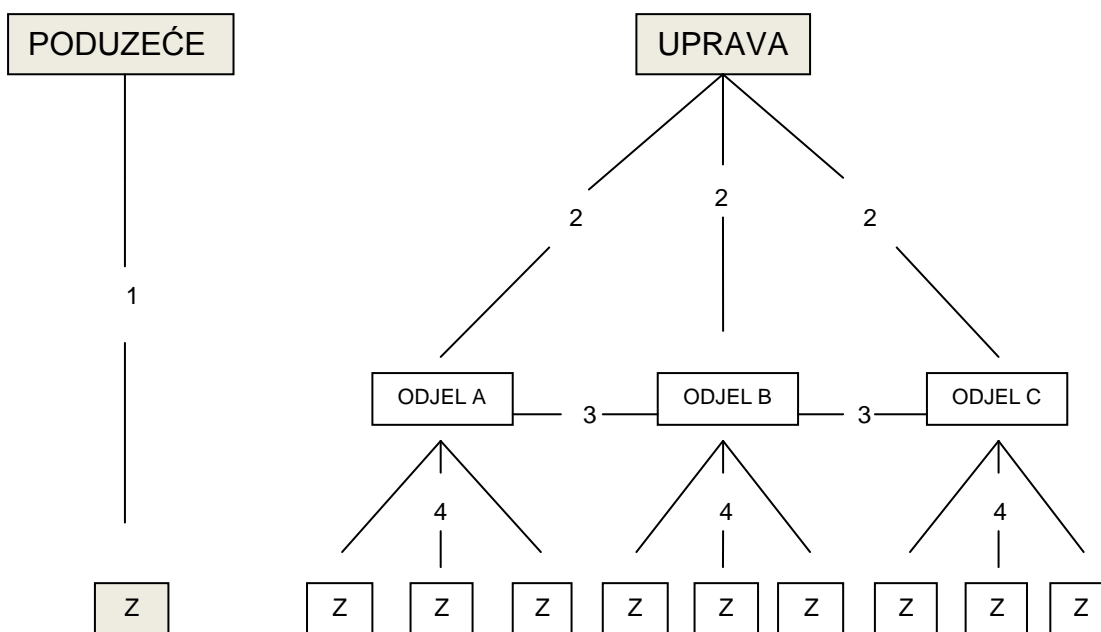 PODUZEĆE UPRAVA
2
2 2
1
ODJEL A ODJEL B ODJEL C
3 3
4 4 4
Z Z Z Z Z Z Z Z Z Z